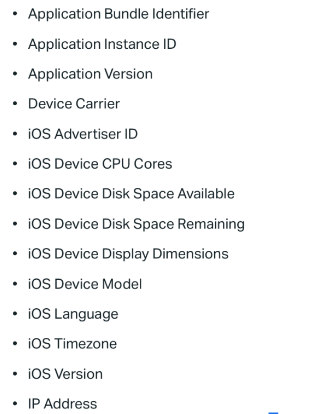 • Application Bundle Identifier
• Application Instance ID
• Application Version
• Device Carrier
• iOS Advertiser ID
• iOS Device CPU Cores
• iOS Device Disk Space Available
• iOS Device Disk Space Remaining
• iOS Device Display Dimensions
• iOS Device Model
• iOS Language
• iOS Timezone
• iOS Version
• IP Address